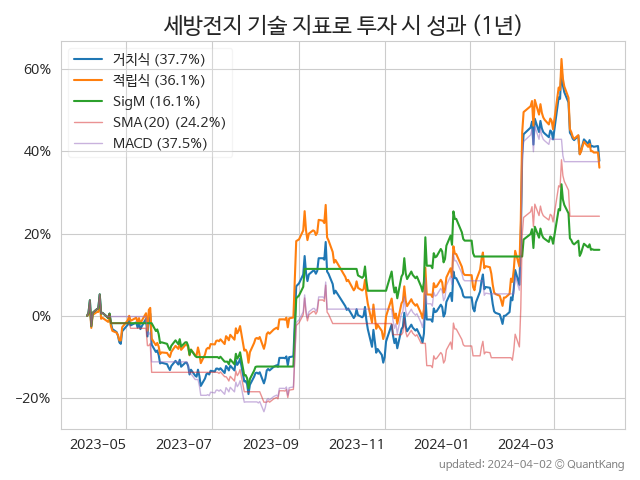 세방전지 기술 지표로 투자 시 성과 (1년)
거치식 (37.7%)
적립식 (36.1%)
SigM (16.1%)
SMA(20) (24.2%)
MACD (37.5%)
60%
40%
20%
0%
−20%
2023-05 2023-07 2023-09 2023-11 2024-01 2024-03
updated: 2024-04-02 © QuantKang